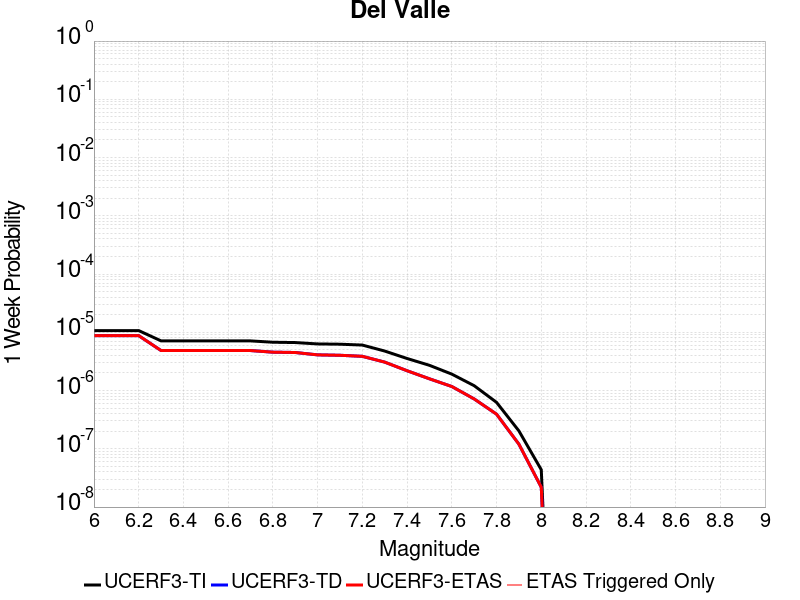 Del Valle
1 Week Probability
10^0
10^-1
10^-2
10^-3
10^-4
10^-5
10^-6
10^-7
10^-8
6 6.2 6.4 6.6 6.8 7 7.2 7.4 7.6 7.8 8 8.2 8.4 8.6 8.8 9
Magnitude
UCERF3-TI UCERF3-TD UCERF3-ETAS ETAS Triggered Only